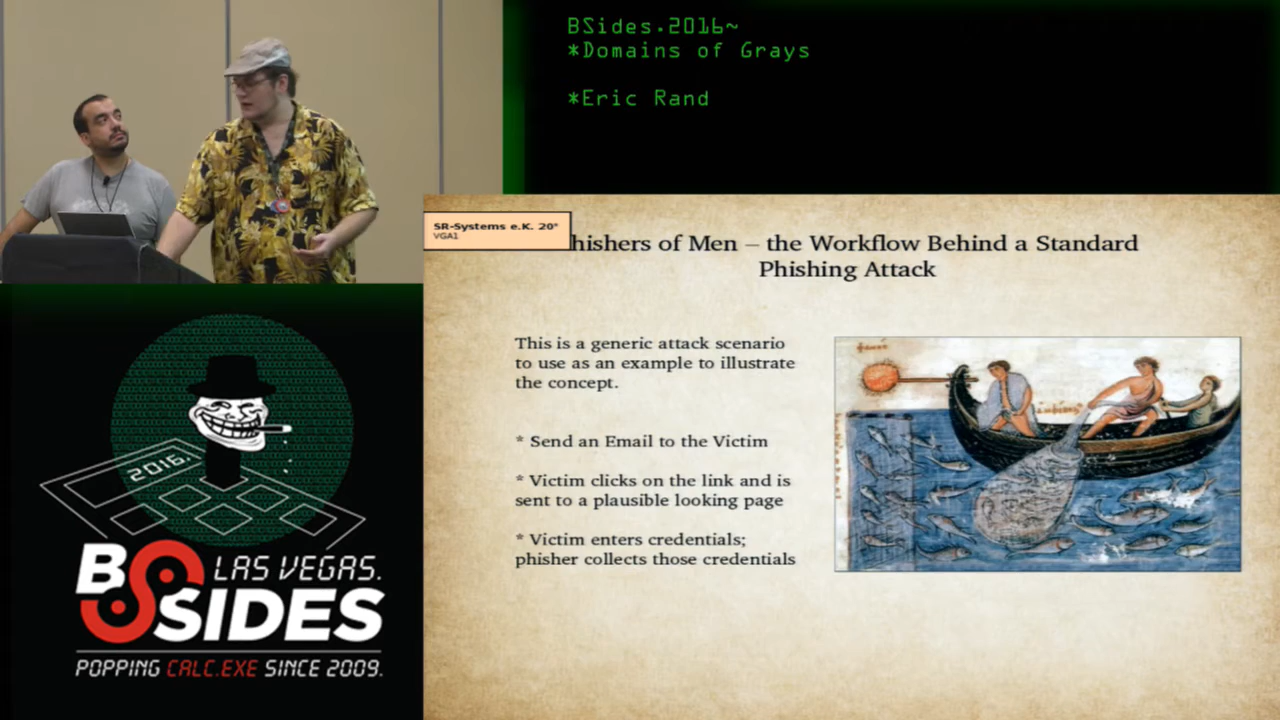 BSides.2016~
*Domains of Grays
*Eric Rand
SR-Systems e.K. 20"
VGA1
hishers of Men – the Workflow Behind a Standard
Phishing Attack
This is a generic attack scenario
to use as an example to illustrate
the concept.
* Send an Email to the Victim
* Victim clicks on the link and is
sent to a plausible looking page
* Victim enters credentials;
phisher collects those credentials
2016.
BSIDES LAS VEGAS.
POPPING CALC.EXE SINCE 2009.